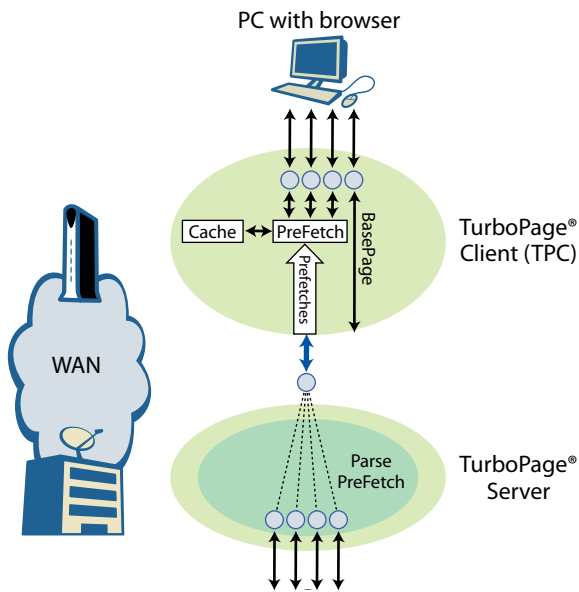 PC with browser
Cache
PreFetch
BasePage
Prefetches
TurboPage®
Client (TPC)
WAN
Parse
PreFetch
TurboPage®
Server